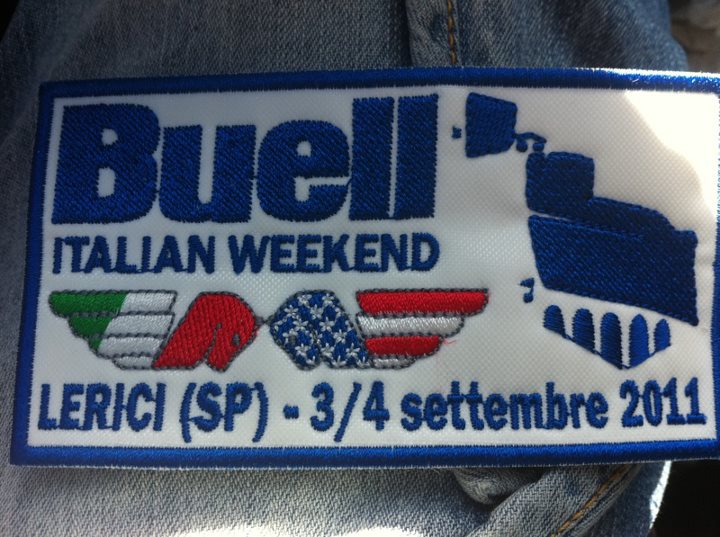 Buell
ITALIAN WEEKEND
LERICI (SP) - 3/4 settembre 2011